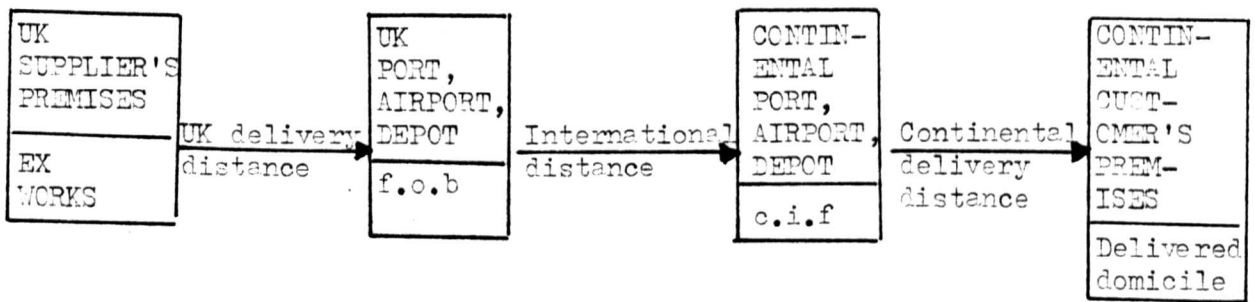 UK
SUPPLIER'S
PREMISES
EX
WORKS
UK delivery
distance
UK
PORT,
AIRPORT,
DEPOT
f.o.b
International
distance
CONTIN-
ENTAL
PORT,
AIRPORT,
DEPOT
c.i.f
Continental
delivery
distance
CONTIN-
ENTAL
CUST-
OMER'S
PREM-
ISES
Delivered
domicile